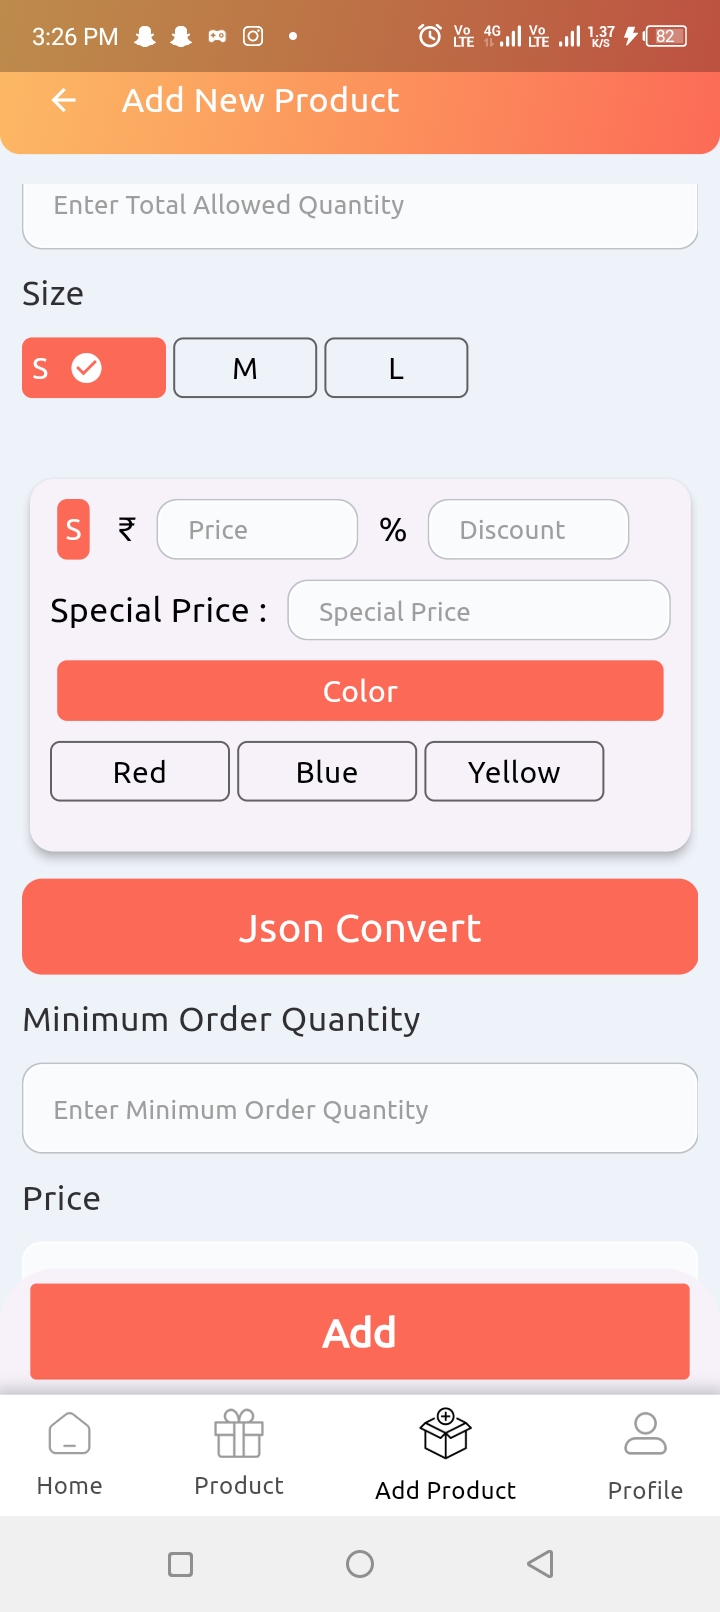 3:26 PM Vo LTE 4G Vo LTE 1.37 K/S 82
Add New Product
Enter Total Allowed Quantity
Size
S M L
S ₹ Price % Discount
Special Price : Special Price
Color
Red Blue Yellow
Json Convert
Minimum Order Quantity
Enter Minimum Order Quantity
Price
Add
Home Product Add Product Profile